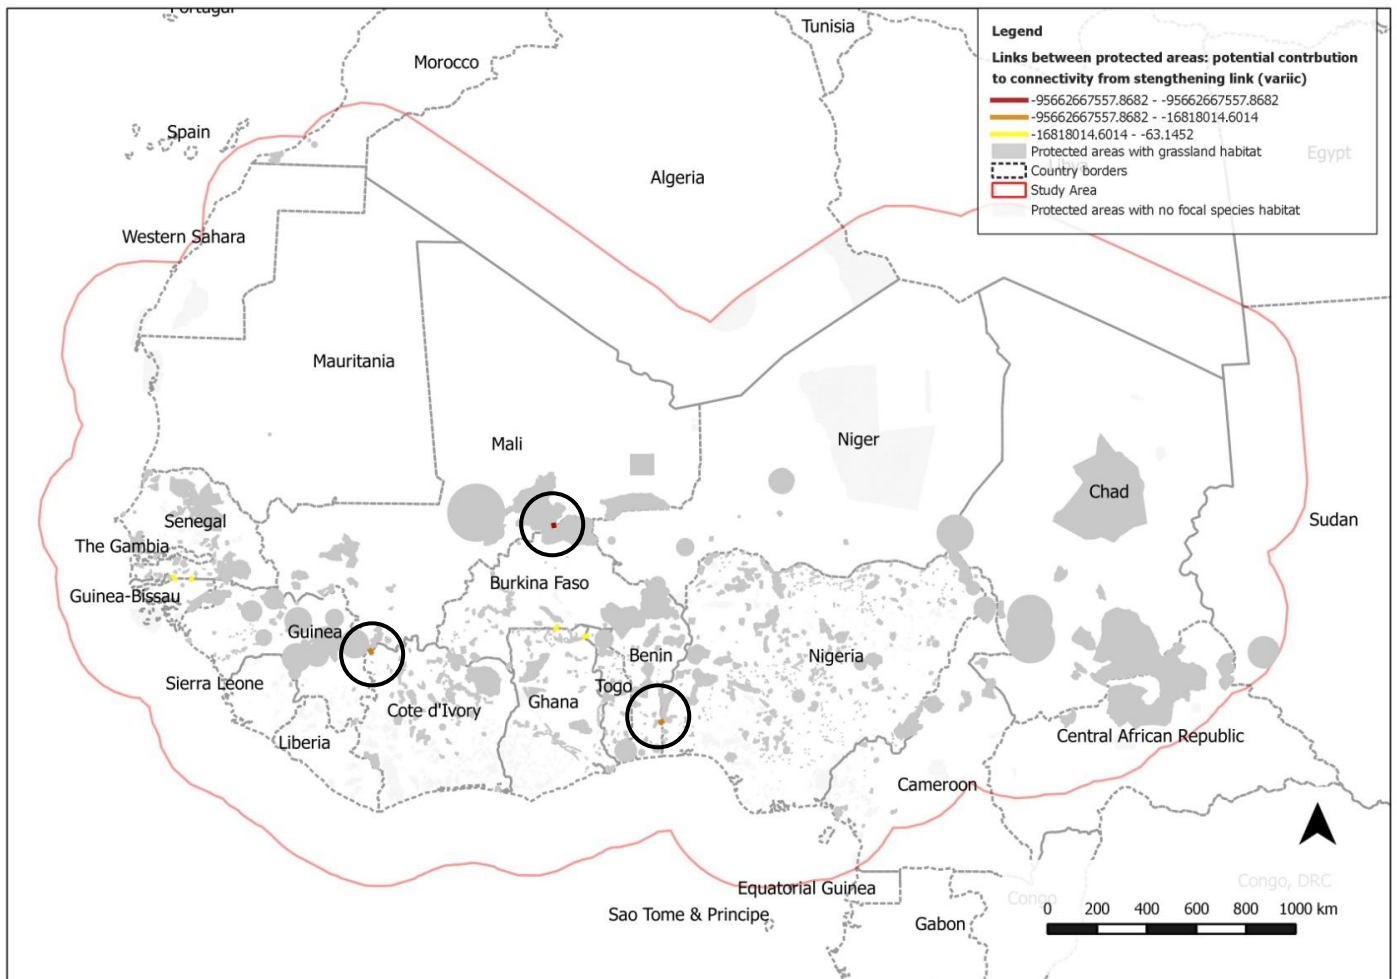 Portugal
Tunisia
Morocco
Legend
Links between protected areas: potential contrbution
to connectivity from stengthening link (variic)
-95662667557.8682 - -95662667557.8682
-95662667557.8682 - -16818014.6014
-16818014.6014 - -63.1452
Protected areas with grassland habitat
Country borders
Study Area
Protected areas with no focal species habitat
Libya
Egypt
Spain
Algeria
Western Sahara
Mauritania
Mali
Niger
Chad
Sudan
Senegal
The Gambia
Guinea-Bissau
Burkina Faso
Guinea
Benin
Nigeria
Sierra Leone
Togo
Ghana
Cote d'Ivory
Liberia
Central African Republic
Cameroon
Equatorial Guinea
Sao Tome & Principe
Gabon
Congo
Congo, DRC
0 200 400 600 800 1000 km